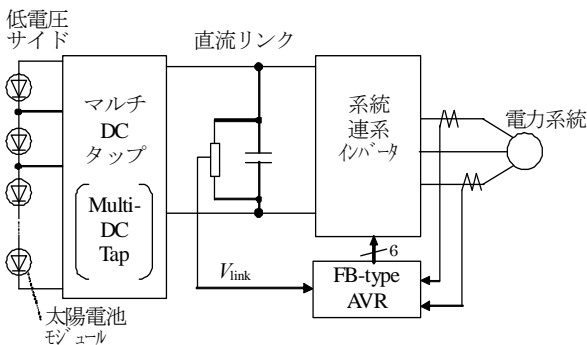 低電圧
サイド
直流リンク
マルチ
DC
タップ
Multi-
DC
Tap
系統
連系
インバータ
電力系統
6
Vlink
FB-type
AVR
太陽電池
モジュール